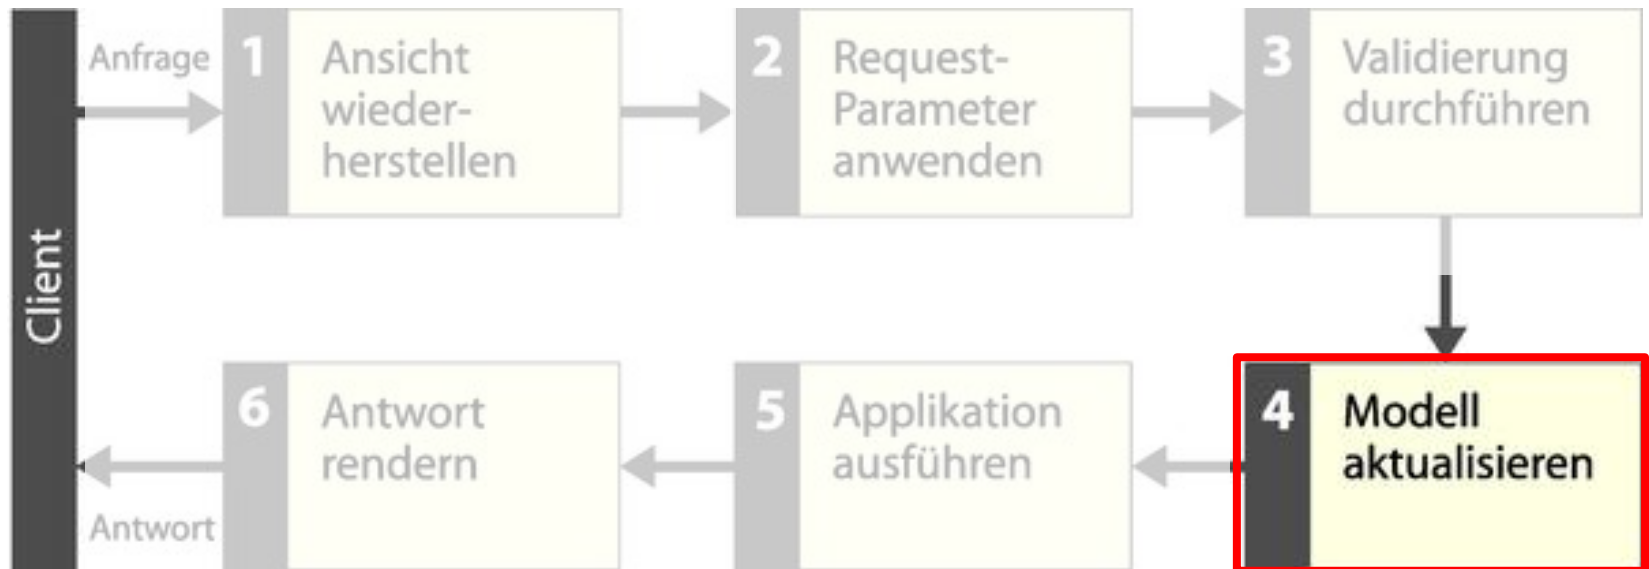 Client
Anfrage
1
Ansicht
wieder-
herstellen
2
Request-
Parameter
anwenden
3
Validierung
durchführen
4
Modell
aktualisieren
5
Applikation
ausführen
6
Antwort
rendern
Antwort